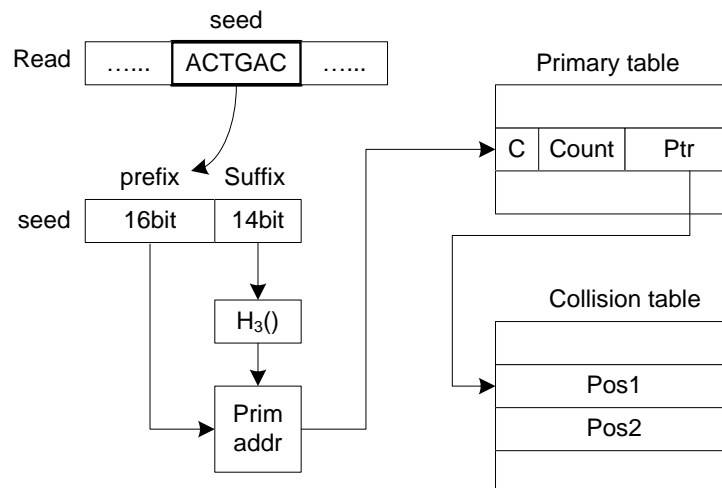 seed
Read
…...
ACTGAC
…...
Primary table
C Count Ptr
prefix Suffix
seed
16bit 14bit
H₃()
Prim
addr
Collision table
Pos1
Pos2